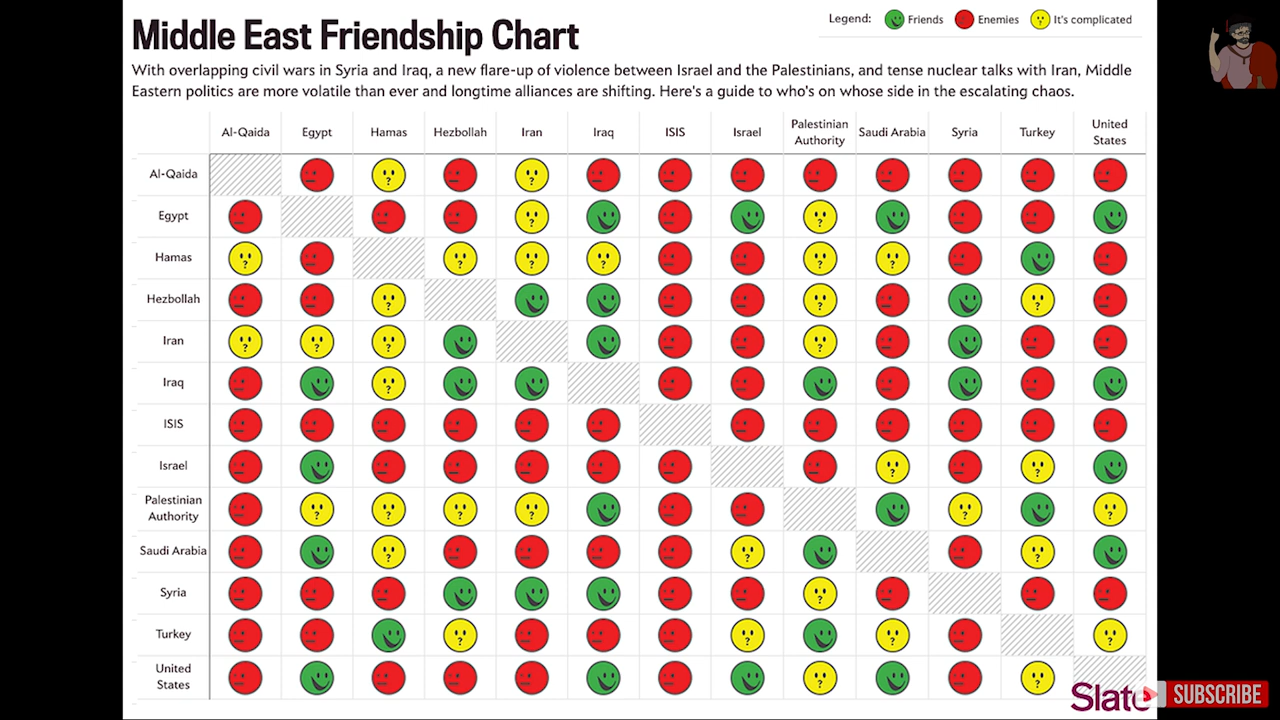 Middle East Friendship Chart
Legend: Friends Enemies It's complicated
With overlapping civil wars in Syria and Iraq, a new flare-up of violence between Israel and the Palestinians, and tense nuclear talks with Iran, Middle
Eastern politics are more volatile than ever and longtime alliances are shifting. Here's a guide to who's on whose side in the escalating chaos.
Al-Qaida Egypt Hamas Hezbollah Iran Iraq ISIS Israel Palestinian Authority Saudi Arabia Syria Turkey United States
Al-Qaida
Egypt
Hamas
Hezbollah
Iran
Iraq
ISIS
Israel
Palestinian
Authority
Saudi Arabia
Syria
Turkey
United
States
Slate
SUBSCRIBE